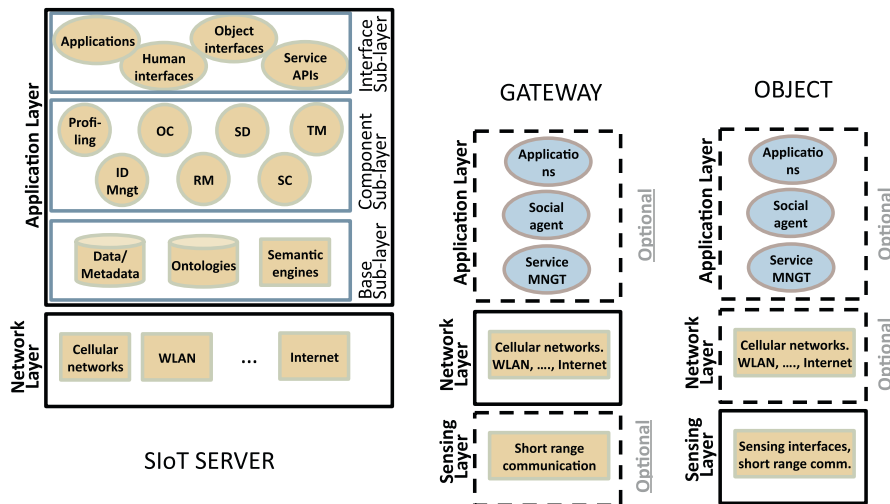 Applications
Object
interfaces
Human
interfaces
Service
APIs
Interface
Sub-layer
Application Layer
Profi-
ling
OC
SD
TM
ID
Mngt
RM
SC
Component
Sub-layer
Data/
Metadata
Ontologies
Semantic
engines
Base
Sub-layer
Network
Layer
Cellular
networks
WLAN
...
Internet
SIoT SERVER
GATEWAY
Application Layer
Applicatio
ns
Social
agent
Service
MNGT
Optional
Network
Layer
Cellular networks.
WLAN, ...., Internet
Sensing
Layer
Short range
communication
Optional
OBJECT
Application Layer
Applicatio
ns
Social
agent
Service
MNGT
Optional
Network
Layer
Cellular networks.
WLAN, ...., Internet
Optional
Sensing
Layer
Sensing interfaces,
short range comm.